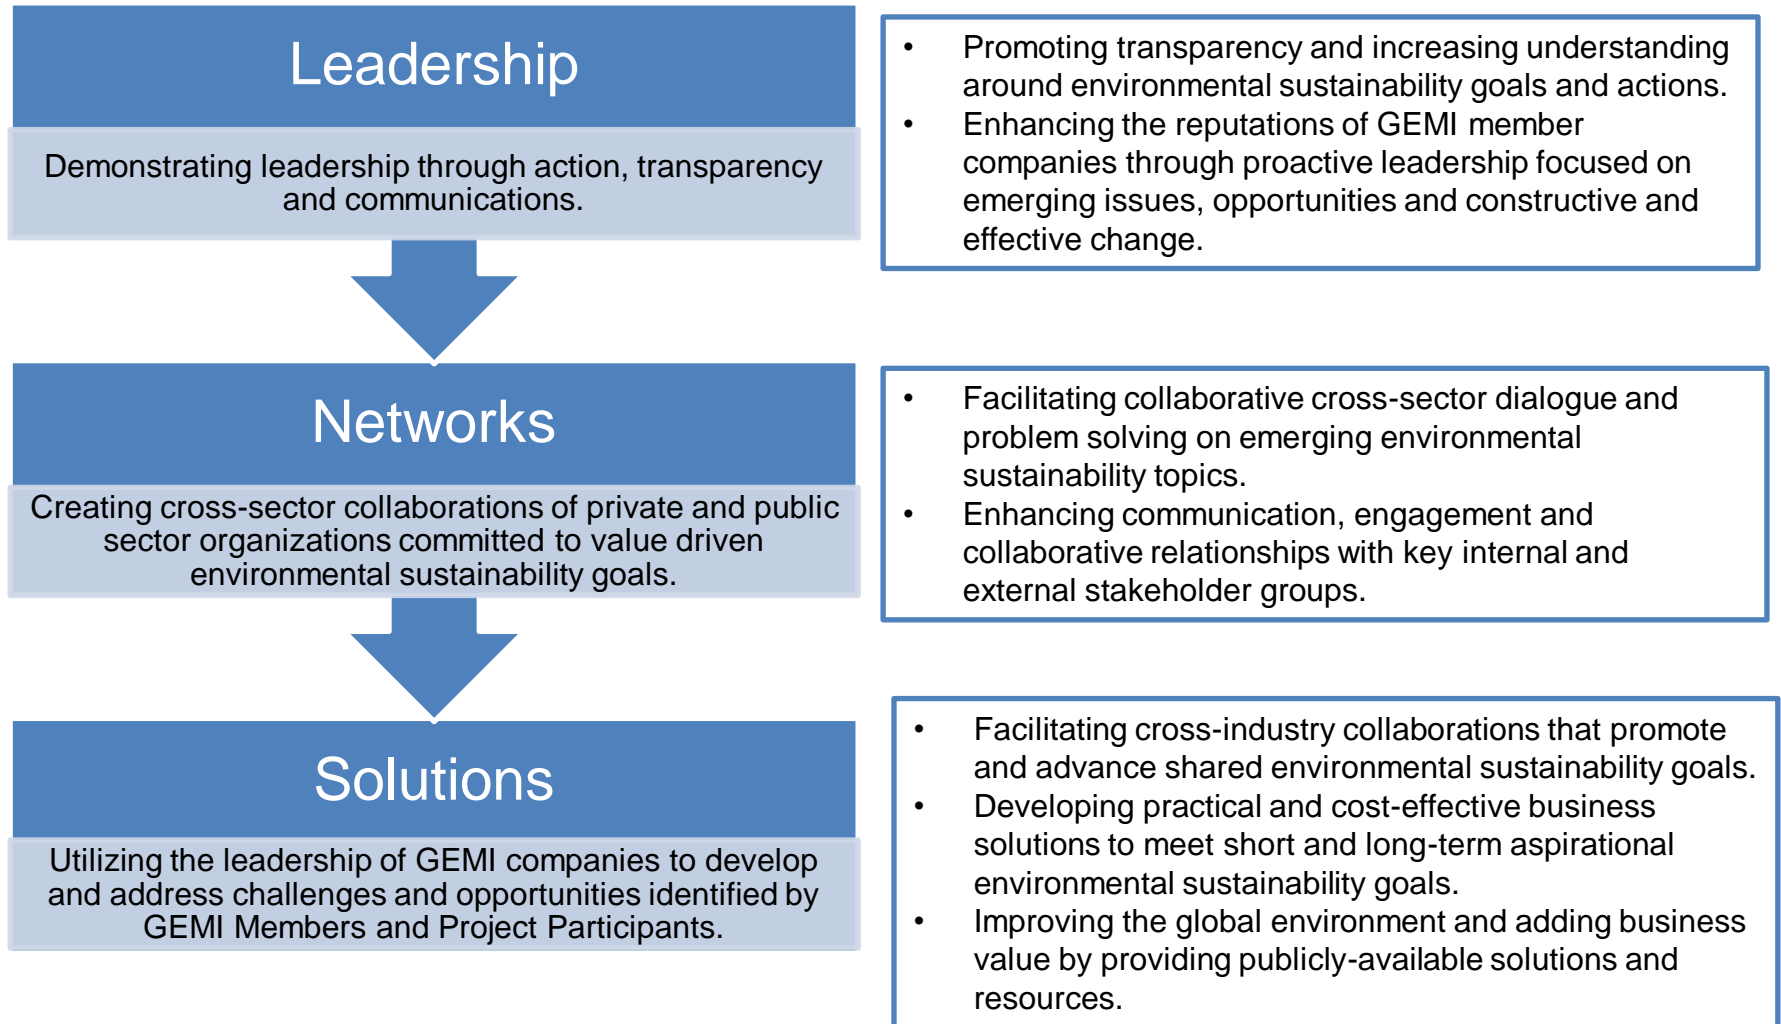 Leadership
Demonstrating leadership through action, transparency
and communications.
• Promoting transparency and increasing understanding
around environmental sustainability goals and actions.
• Enhancing the reputations of GEMI member
companies through proactive leadership focused on
emerging issues, opportunities and constructive and
effective change.
Networks
Creating cross-sector collaborations of private and public
sector organizations committed to value driven
environmental sustainability goals.
• Facilitating collaborative cross-sector dialogue and
problem solving on emerging environmental
sustainability topics.
• Enhancing communication, engagement and
collaborative relationships with key internal and
external stakeholder groups.
Solutions
Utilizing the leadership of GEMI companies to develop
and address challenges and opportunities identified by
GEMI Members and Project Participants.
• Facilitating cross-industry collaborations that promote
and advance shared environmental sustainability goals.
• Developing practical and cost-effective business
solutions to meet short and long-term aspirational
environmental sustainability goals.
• Improving the global environment and adding business
value by providing publicly-available solutions and
resources.